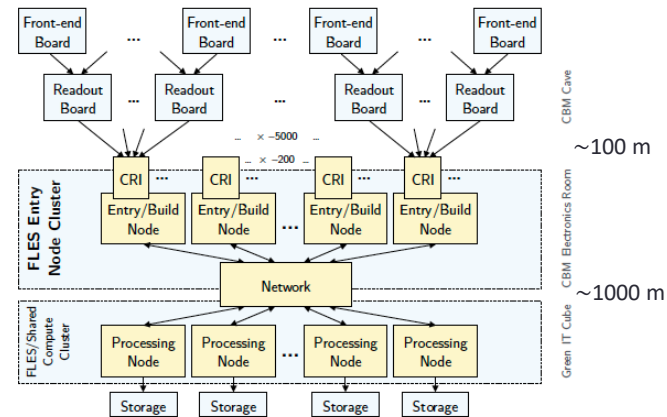 Front-end Board ... Front-end Board ... Front-end Board ... Front-end Board
Readout Board ... Readout Board ... Readout Board ... Readout Board
CBM Cave
... × ~5000 ...
~100 m
... × ~200 ...
CRI ... CRI CRI CRI ...
FLES Entry
Node Cluster
Entry/Build Node Entry/Build Node ... Entry/Build Node Entry/Build Node
CBM Electronics Room
Network
~1000 m
FLES/Shared
Compute
Cluster
Processing Node Processing Node ... Processing Node Processing Node
Green IT Cube
Storage Storage Storage Storage